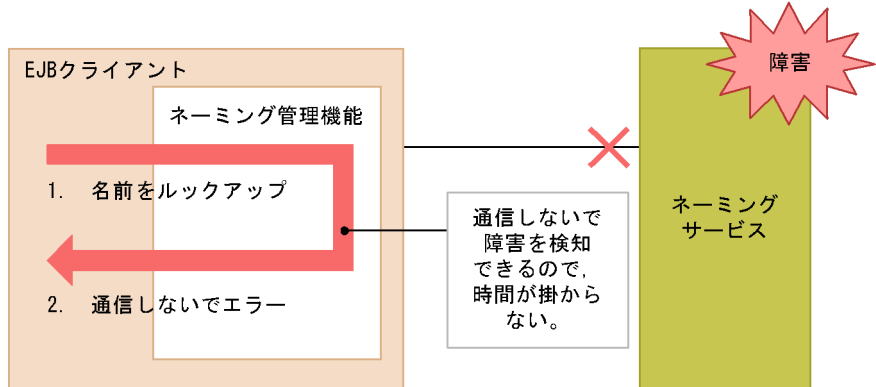 障害
EJBクライアント
ネーミング管理機能
1. 名前をルックアップ
2. 通信しないでエラー
通信しないで
障害を検知
できるので,
時間が掛から
ない。
ネーミング
サービス